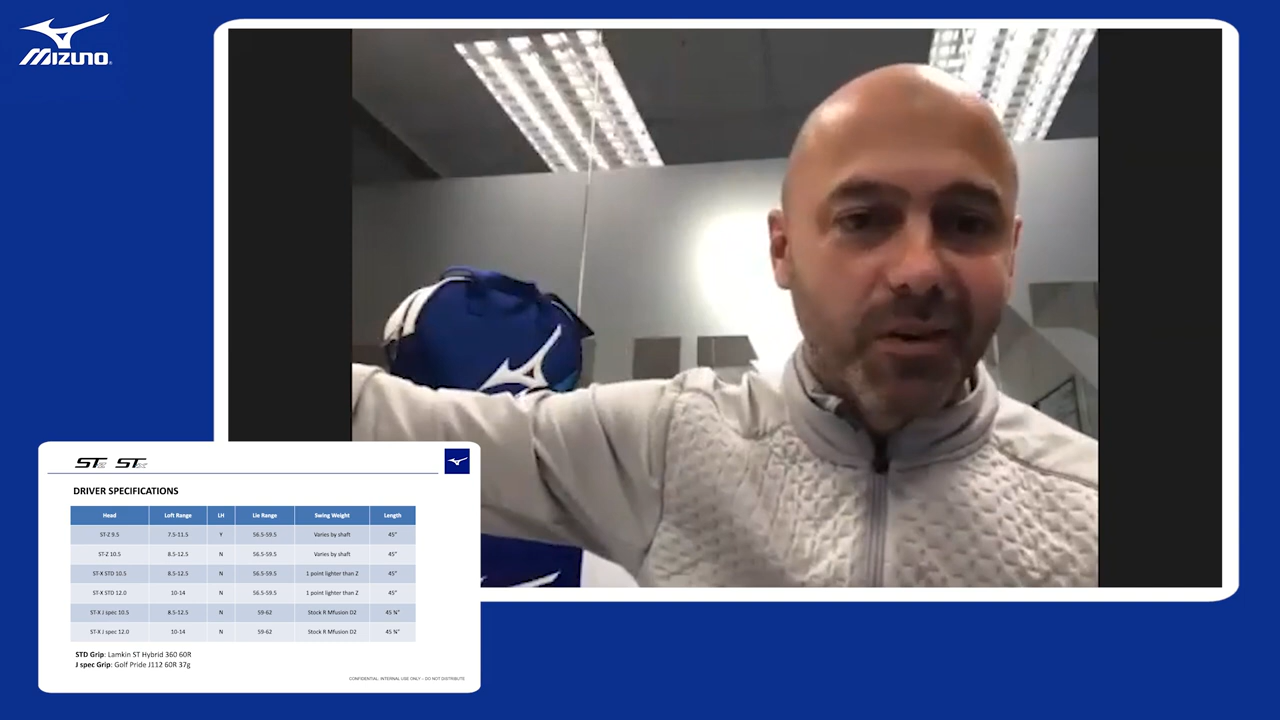 MIZUNO
ST
ST
DRIVER SPECIFICATIONS
Head Loft Range LH Lie Range Swing Weight Length
ST-Z 9.5 7.5-11.5 Y 56.5-59.5 Varies by shaft 45"
ST-Z 10.5 8.5-12.5 N 56.5-59.5 Varies by shaft 45"
ST-X STD 10.5 8.5-12.5 N 56.5-59.5 1 point lighter than Z 45"
ST-X STD 12.0 10-14 N 56.5-59.5 1 point lighter than Z 45"
ST-X J spec 10.5 8.5-12.5 N 59-62 Stock R Mfusion D2
ST-X J spec 12.0 10-14 N 59-62 Stock R Mfusion D2
STD Grip: Lamkin ST Hybrid 360 60R
J spec Grip: Golf Pride J112 60R 37g
CONFIDENTIAL: INTERNAL USE ONLY – DO NOT DISTRIBUTE